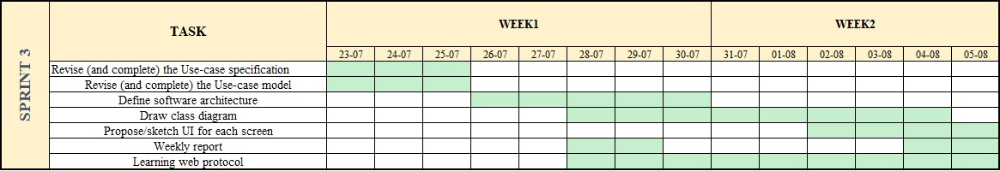 SPRINT 3
TASK
WEEK1
WEEK2
23-07 24-07 25-07 26-07 27-07 28-07 29-07 30-07 31-07 01-08 02-08 03-08 04-08 05-08
Revise (and complete) the Use-case specification
Revise (and complete) the Use-case model
Define software architecture
Draw class diagram
Propose/sketch UI for each screen
Weekly report
Learning web protocol